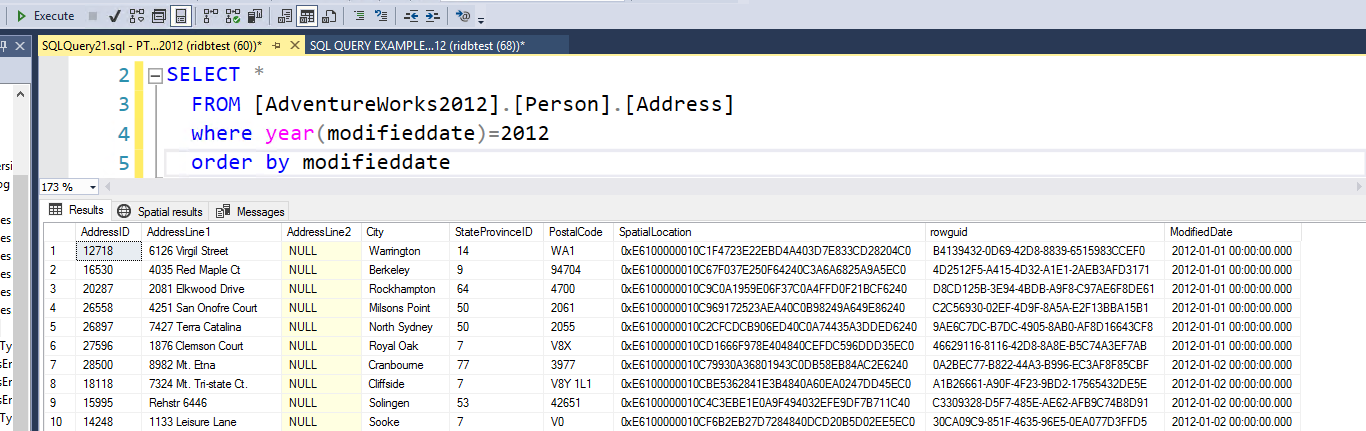 Execute
SQLQuery21.sql - PT...2012 (ridbtest (60))* SQL QUERY EXAMPLE...12 (ridbtest (68))*
2 SELECT *
3 FROM [AdventureWorks2012].[Person].[Address]
4 where year(modifieddate)=2012
5 order by modifieddate
173 %
Results Spatial results Messages
AddressID AddressLine1 AddressLine2 City StateProvinceID PostalCode SpatialLocation rowguid ModifiedDate
1 12718 6126 Virgil Street NULL Warrington 14 WA1 0xE6100000010C1F4723E22EBD4A403D7E833CD28204C0 B4139432-0D69-42D8-8839-6515983CCEF0 2012-01-01 00:00:00.000
2 16530 4035 Red Maple Ct NULL Berkeley 9 94704 0xE6100000010C67F037E250F64240C3A6A6825A9A5EC0 4D2512F5-A415-4D32-A1E1-2AEB3AFD3171 2012-01-01 00:00:00.000
3 20287 2081 Elkwood Drive NULL Rockhampton 64 4700 0xE6100000010C9C0A1959E06F37C0A4FFD0F21BCF6240 D8CD125B-3E94-4BDB-A9F8-C97AE6F8DE61 2012-01-01 00:00:00.000
4 26558 4251 San Onofre Court NULL Milsons Point 50 2061 0xE6100000010C969172523AEA40C0B98249A649E86240 C2C56930-02EF-4D9F-8A5A-E2F13BBA15B1 2012-01-01 00:00:00.000
5 26897 7427 Terra Catalina NULL North Sydney 50 2055 0xE6100000010C2CFCDCB906ED40C0A74435A3DDED6240 9AE6C7DC-B7DC-4905-8AB0-AF8D16643CF8 2012-01-01 00:00:00.000
6 27596 1876 Clemson Court NULL Royal Oak 7 V8X 0xE6100000010CD1666F978E404840CEFDC596DDD35EC0 46629116-8116-42D8-8A8E-B5C74A3EF7AB 2012-01-01 00:00:00.000
7 28500 8982 Mt. Etna NULL Cranbourne 77 3977 0xE6100000010C79930A36801943C0DB58EB84AC2E6240 0A2BEC77-B822-44A3-B996-EC3AF8F85CBF 2012-01-02 00:00:00.000
8 18118 7324 Mt. Tri-state Ct. NULL Cliffside 7 V8Y 1L1 0xE6100000010CBE5362841E3B4840A60EA0247DD45EC0 A1B26661-A90F-4F23-9BD2-17565432DE5E 2012-01-02 00:00:00.000
9 15995 Rehstr 6446 NULL Solingen 53 42651 0xE6100000010C4C3EBE1E0A9F494032EFE9DF7B711C40 C3309328-D5F7-485E-AE62-AFB9C74B8D91 2012-01-02 00:00:00.000
10 14248 1133 Leisure Lane NULL Sooke 7 V0 0xE6100000010CF6B2EB27D7284840DCD20B5D02EE5EC0 30CA09C9-851F-4635-96E5-0EA077D3FFD5 2012-01-02 00:00:00.000